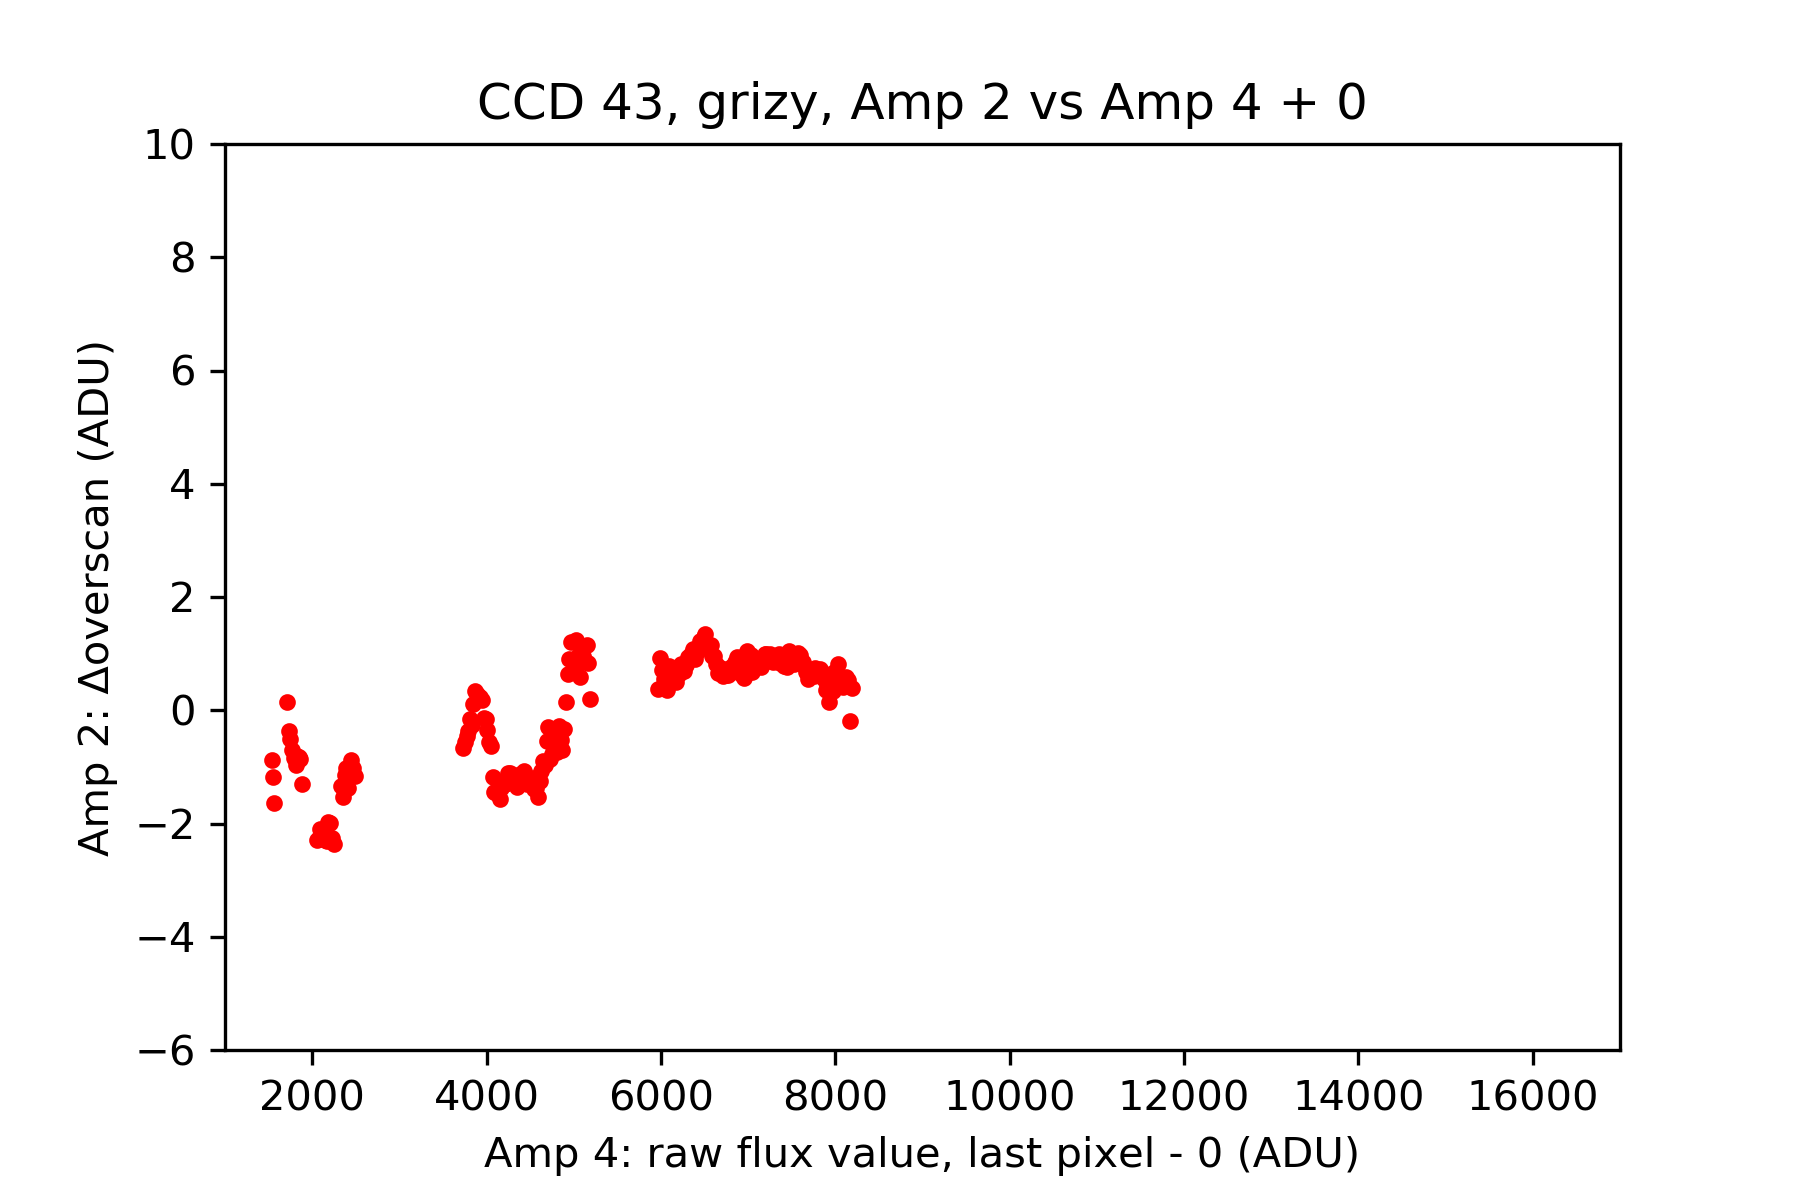 CCD 43, grizy, Amp 2 vs Amp 4 + 0
10
8
6
4
2
0
−2
−4
−6
Amp 2: Δoverscan (ADU)
2000 4000 6000 8000 10000 12000 14000 16000
Amp 4: raw flux value, last pixel - 0 (ADU)